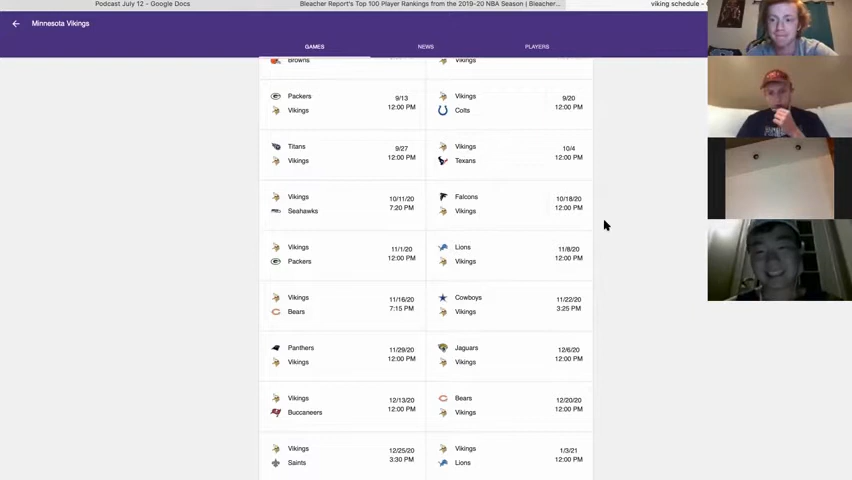 Podcast July 12 - Google Docs
Bleacher Report's Top 100 Player Rankings from the 2019-20 NBA Season | Bleacher...
viking schedule -
Minnesota Vikings
GAMES
NEWS
PLAYERS
Browns
Vikings
Packers
9/13
Vikings
12:00 PM
Vikings
9/20
Colts
12:00 PM
Titans
9/27
Vikings
12:00 PM
Vikings
10/4
Texans
12:00 PM
Vikings
10/11/20
Seahawks
7:20 PM
Falcons
10/18/20
Vikings
12:00 PM
Vikings
11/1/20
Packers
12:00 PM
Lions
11/8/20
Vikings
12:00 PM
Vikings
11/16/20
Bears
7:15 PM
Cowboys
11/22/20
Vikings
3:25 PM
Panthers
11/29/20
Vikings
12:00 PM
Jaguars
12/6/20
Vikings
12:00 PM
Vikings
12/13/20
Buccaneers
12:00 PM
Bears
12/20/20
Vikings
12:00 PM
Vikings
12/25/20
Saints
3:30 PM
Vikings
1/3/21
Lions
12:00 PM